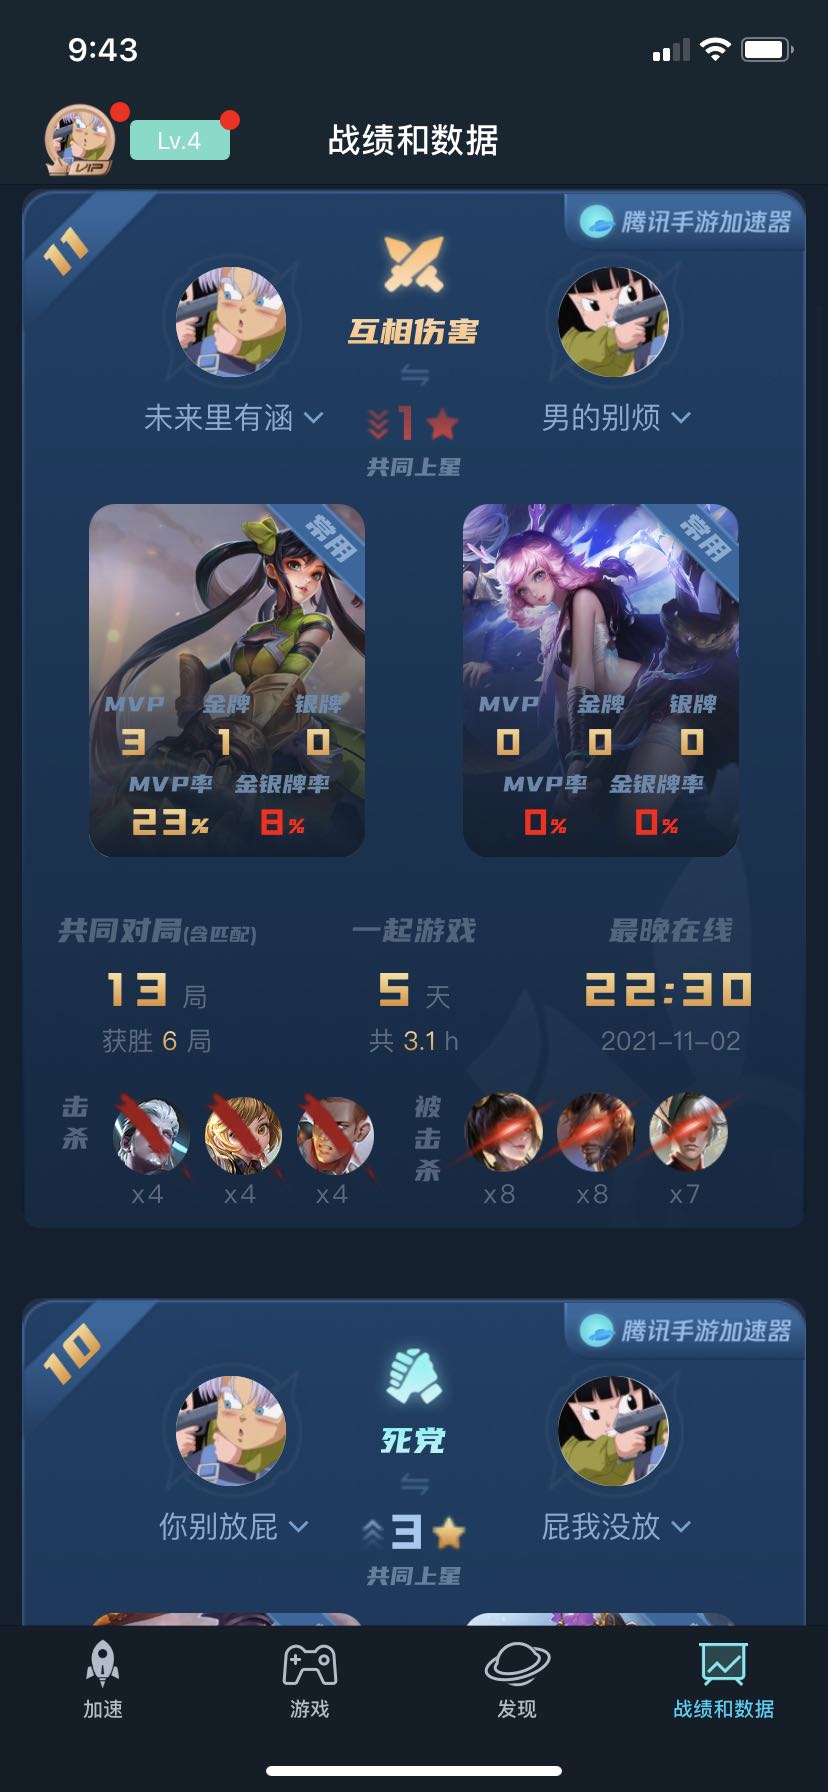 9:43
VIP
Lv.4
战绩和数据
11
腾讯手游加速器
互相伤害
未来里有涵
1
男的别烦
共同上星
常用
常用
MVP 金牌 银牌
3 1 0
MVP率 金银牌率
23% 8%
MVP 金牌 银牌
0 0 0
MVP率 金银牌率
0% 0%
共同对局(含匹配) 一起游戏 最晚在线
13 局 5 天 22:30
获胜 6 局 共 3.1 h 2021-11-02
击杀
x4 x4 x4
被击杀
x8 x8 x7
10
腾讯手游加速器
死党
你别放屁
3
屁我没放
共同上星
加速 游戏 发现 战绩和数据